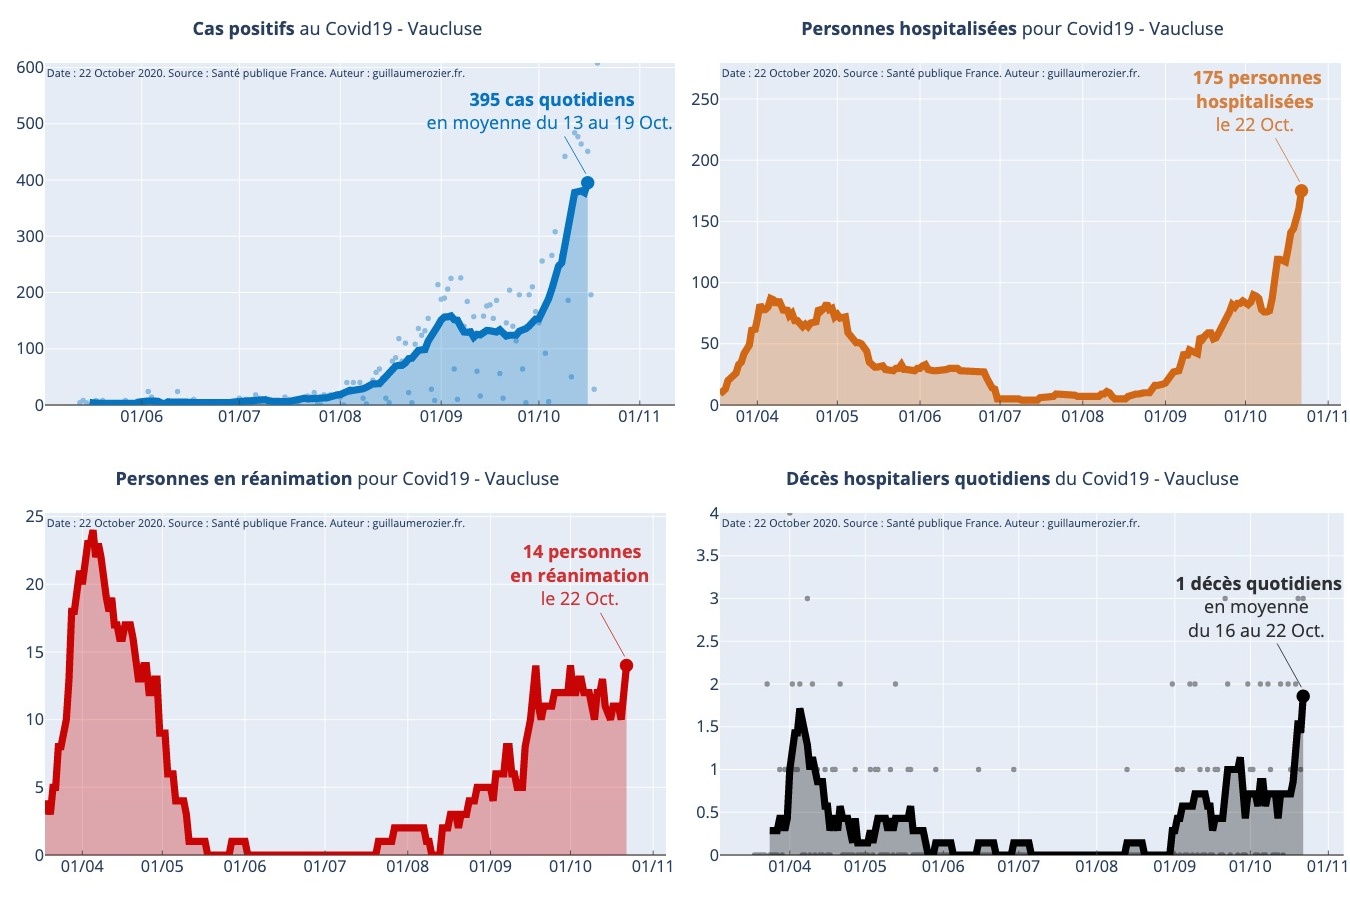 Cas positifs au Covid19 - Vaucluse
Date : 22 October 2020. Source : Santé publique France. Auteur : guillaumerozier.fr.
395 cas quotidiens
en moyenne du 13 au 19 Oct.
600
500
400
300
200
100
0
01/06 01/07 01/08 01/09 01/10 01/11
Personnes hospitalisées pour Covid19 - Vaucluse
Date : 22 October 2020. Source : Santé publique France. Auteur : guillaumerozier.fr.
175 personnes
hospitalisées
le 22 Oct.
250
200
150
100
50
0
01/04 01/05 01/06 01/07 01/08 01/09 01/10 01/11
Personnes en réanimation pour Covid19 - Vaucluse
Date : 22 October 2020. Source : Santé publique France. Auteur : guillaumerozier.fr.
14 personnes
en réanimation
le 22 Oct.
25
20
15
10
5
0
01/04 01/05 01/06 01/07 01/08 01/09 01/10 01/11
Décès hospitaliers quotidiens du Covid19 - Vaucluse
Date : 22 October 2020. Source : Santé publique France. Auteur : guillaumerozier.fr.
1 décès quotidiens
en moyenne
du 16 au 22 Oct.
4
3.5
3
2.5
2
1.5
1
0.5
0
01/04 01/05 01/06 01/07 01/08 01/09 01/10 01/11